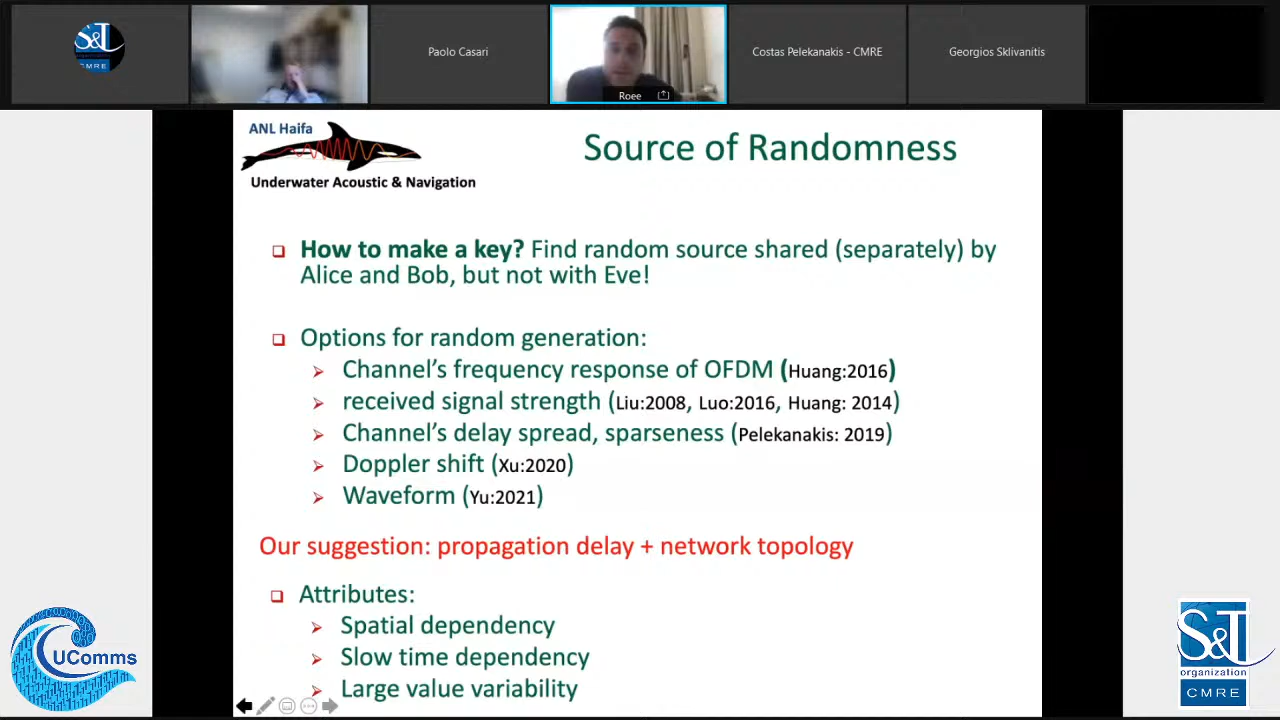 S&T
CMRE
Paolo Casari
Roee
Costas Pelekanakis - CMRE
Georgios Sklivanitis
ANL Haifa
Underwater Acoustic & Navigation
Source of Randomness
How to make a key? Find random source shared (separately) by
Alice and Bob, but not with Eve!
Options for random generation:
Channel's frequency response of OFDM (Huang:2016)
received signal strength (Liu:2008, Luo:2016, Huang: 2014)
Channel's delay spread, sparseness (Pelekanakis: 2019)
Doppler shift (Xu:2020)
Waveform (Yu:2021)
Our suggestion: propagation delay + network topology
Attributes:
Spatial dependency
Slow time dependency
Large value variability
UComms
S&T
organization
CMRE